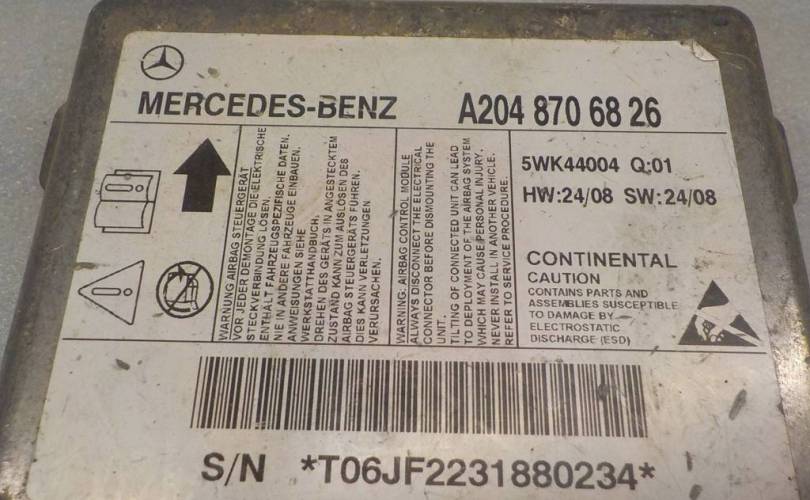 MERCEDES-BENZ A204 870 68 26
WARNUNG AIRBAG STEUERGERÄT
VOR JEDER DEMONTAGE DIE ELEKTRISCHE
STECKVERBINDUNG LÖSEN.
ENTHÄLT FAHRZEUGSPEZIFISCHE DATEN.
NIE IN ANDERE FAHRZEUGE EINBAUEN.
ANWEISUNGEN SIEHE
WERKSTATTHANDBUCH.
DREHEN DES GERÄTS IN ANGESTECKTEM
ZUSTAND KANN ZUM AUSLÖSEN DES
AIRBAG STEUERGERÄTS FÜHREN.
DIES KANN VERLETZUNGEN
VERURSACHEN.
WARNING: AIRBAG CONTROL MODULE
ALWAYS DISCONNECT THE ELECTRICAL
CONNECTOR BEFORE DISMOUNTING THE
UNIT.
TILTING OF CONNECTED UNIT CAN LEAD
TO DEPLOYMENT OF THE AIRBAG SYSTEM
WHICH MAY CAUSE PERSONAL INJURY.
NEVER INSTALL IN ANOTHER VEHICLE.
REFER TO SERVICE PROCEDURE.
5WK44004 Q:01
HW:24/08 SW:24/08
CONTINENTAL
CAUTION
CONTAINS PARTS AND
ASSEMBLIES SUSCEPTIBLE
TO DAMAGE BY
ELECTROSTATIC
DISCHARGE (ESD)
S/N *T06JF2231880234*